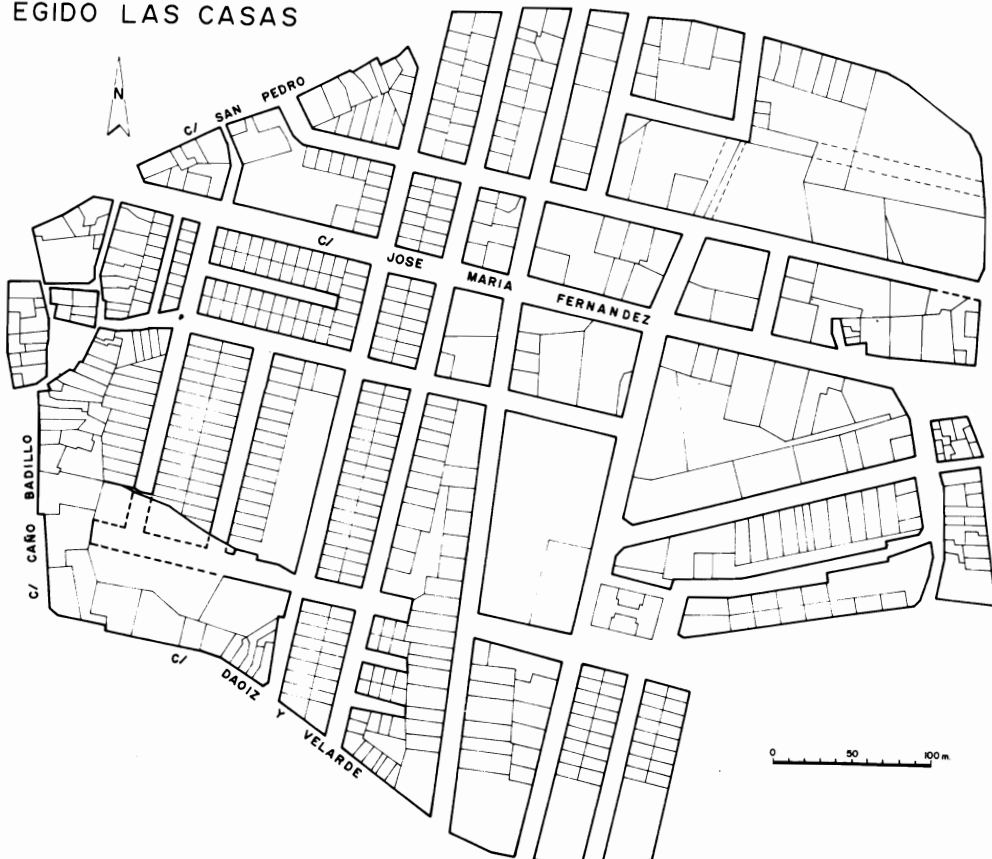 EGIDO LAS CASAS
N
C/ SAN PEDRO
C/ JOSE MARIA FERNANDEZ
C/ CAÑO BADILLO
C/ DAOIZ Y VELARDE
0 50 100 m.